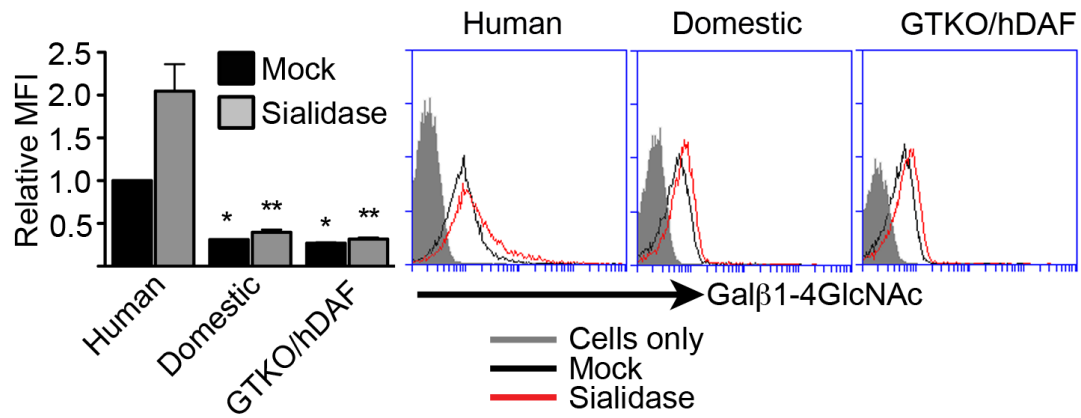 Human
Domestic
GTKO/hDAF
2.5
2.0
1.5
1.0
0.5
Relative MFI
Mock
Sialidase
*
**
*
**
Human
Domestic
GTKO/hDAF
Galβ1-4GlcNAc
Cells only
Mock
Sialidase